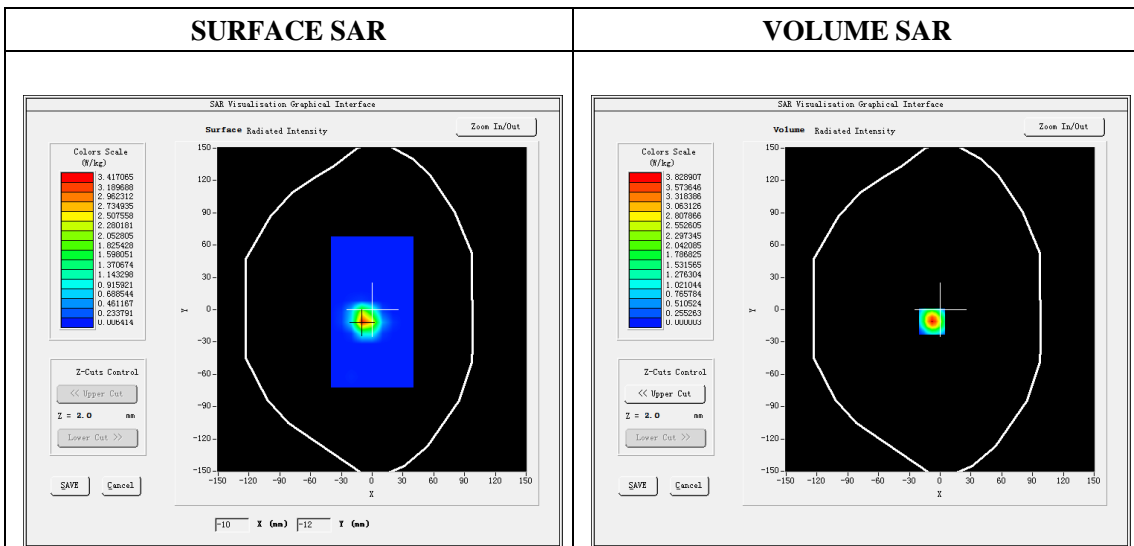 SURFACE SAR
VOLUME SAR
SAR Visualisation Graphical Interface
Surface Radiated Intensity
Zoom In/Out
Colors Scale
(W/kg)
3.417065
3.189688
2.962312
2.734935
2.507558
2.280181
2.052805
1.825428
1.598051
1.370674
1.143298
0.915921
0.688544
0.461167
0.233791
0.006414
Z-Cuts Control
<< Upper Cut
Z = 2.0 mm
Lower Cut >>
SAVE
Cancel
150
120
90
60
30
0
-30
-60
-90
-120
-150
Y
-150 -120 -90 -60 -30 0 30 60 90 120 150
X
-10 X (mm) -12 Y (mm)
SAR Visualisation Graphical Interface
Volume Radiated Intensity
Zoom In/Out
Colors Scale
(W/kg)
3.828907
3.573646
3.318386
3.063126
2.807866
2.552605
2.297345
2.042085
1.786825
1.531565
1.276304
1.021044
0.765784
0.510524
0.255263
0.000003
Z-Cuts Control
<< Upper Cut
Z = 2.0 mm
Lower Cut >>
SAVE
Cancel
150
120
90
60
30
0
-30
-60
-90
-120
-150
Y
-150 120 -90 -60 -30 0 30 60 90 120 150
X